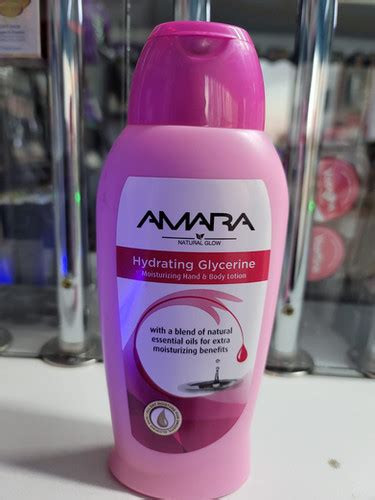 AMARA
NATURAL GLOW
Hydrating Glycerine
Moisturizing Hand & Body Lotion
with a blend of natural
essential oils for extra
moisturizing benefits